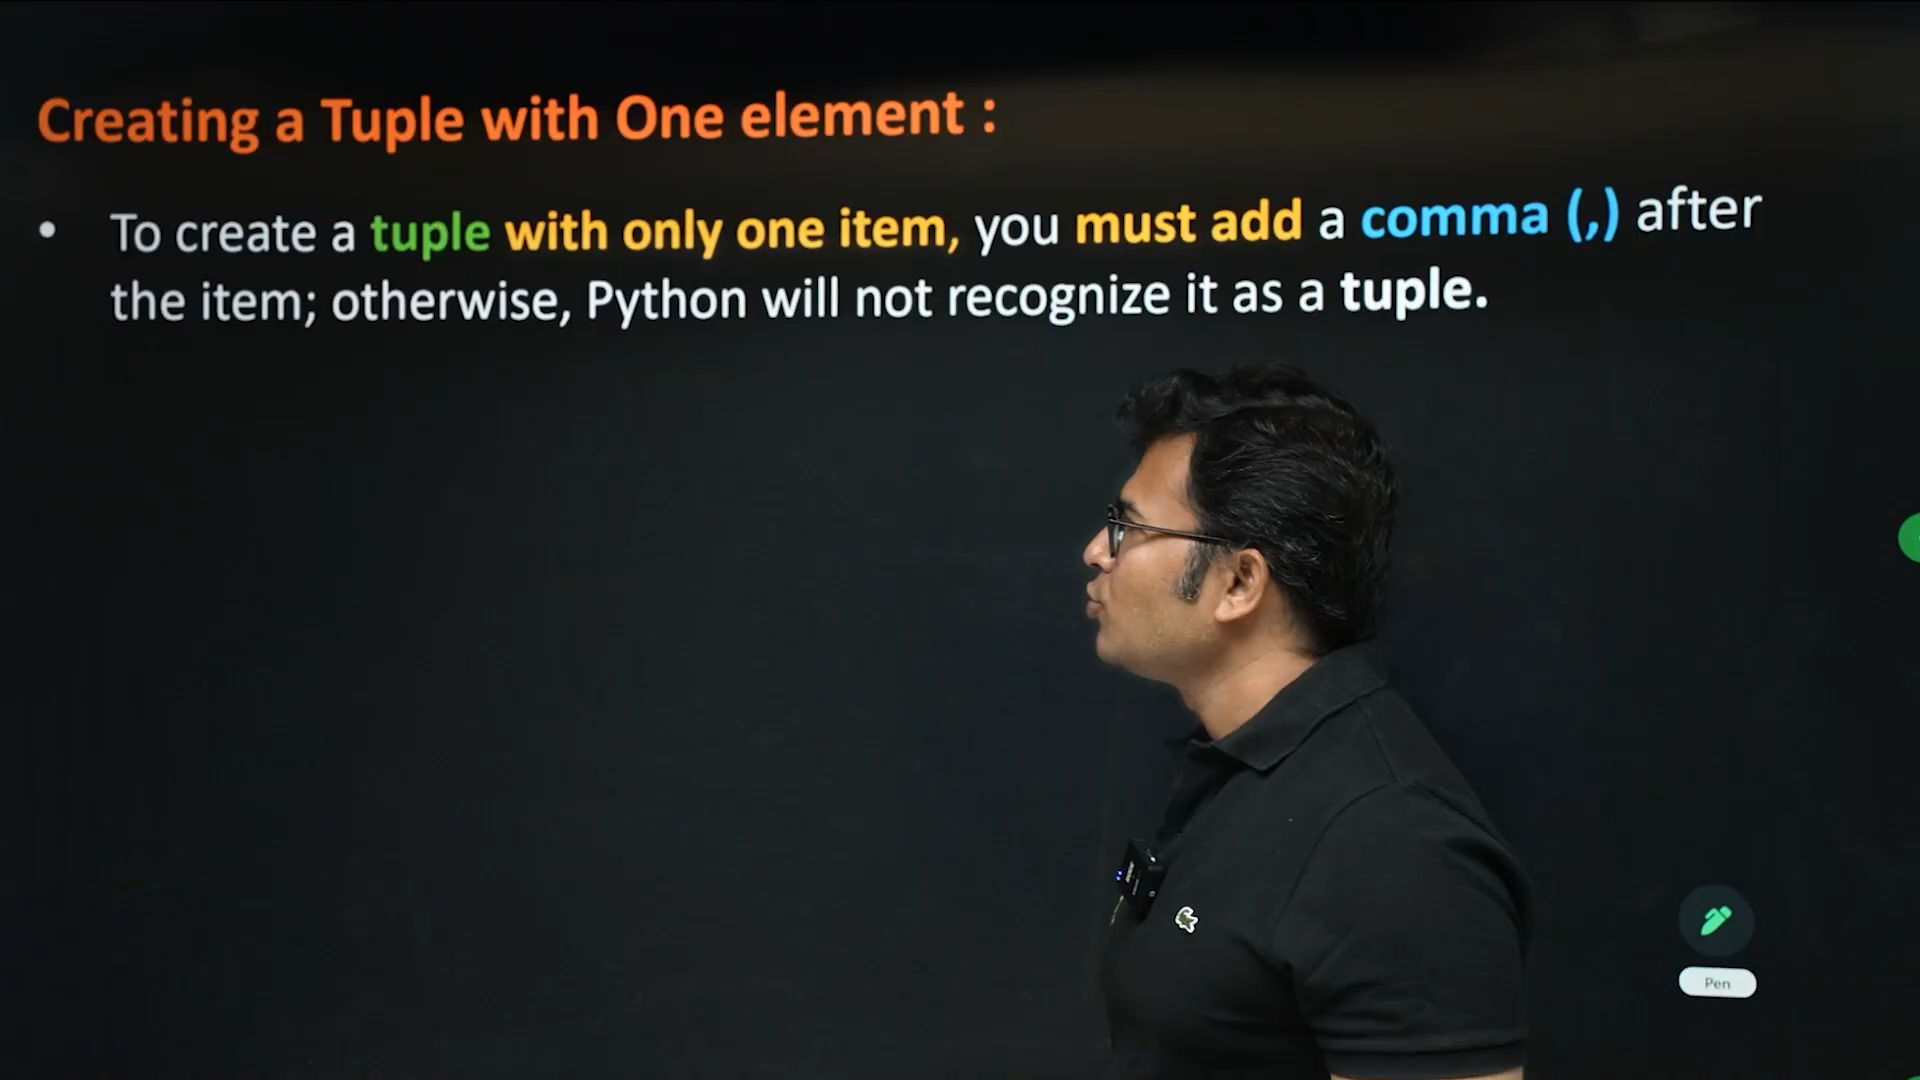 Creating a Tuple with One element :
• To create a tuple with only one item, you must add a comma (,) after
the item; otherwise, Python will not recognize it as a tuple.
Pen